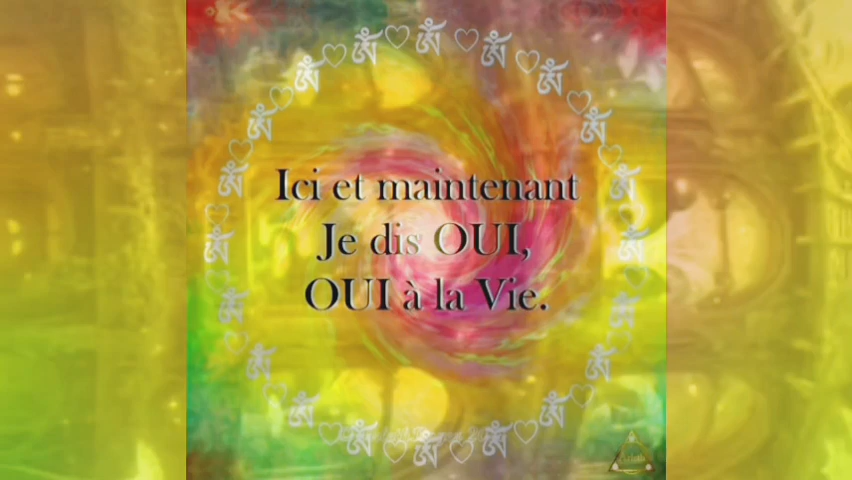 Ici et maintenant
Je dis OUI,
OUI à la Vie.